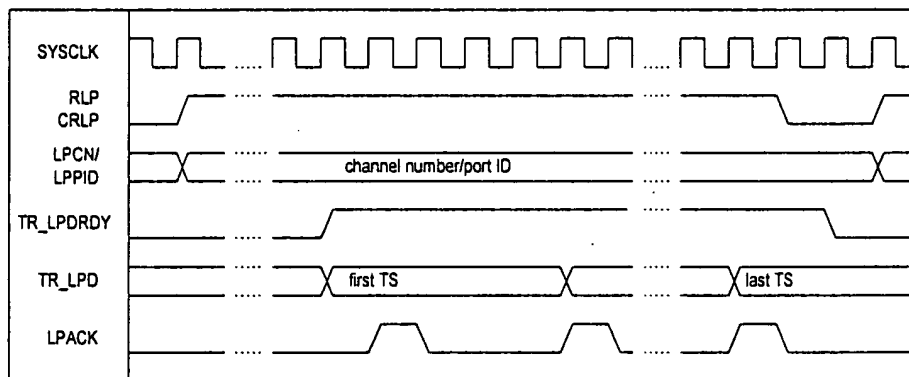 SYSCLK
RLP
CRLP
LPCN/
LPPID
channel number/port ID
TR_LPDRDY
TR_LPD
first TS
last TS
LPACK